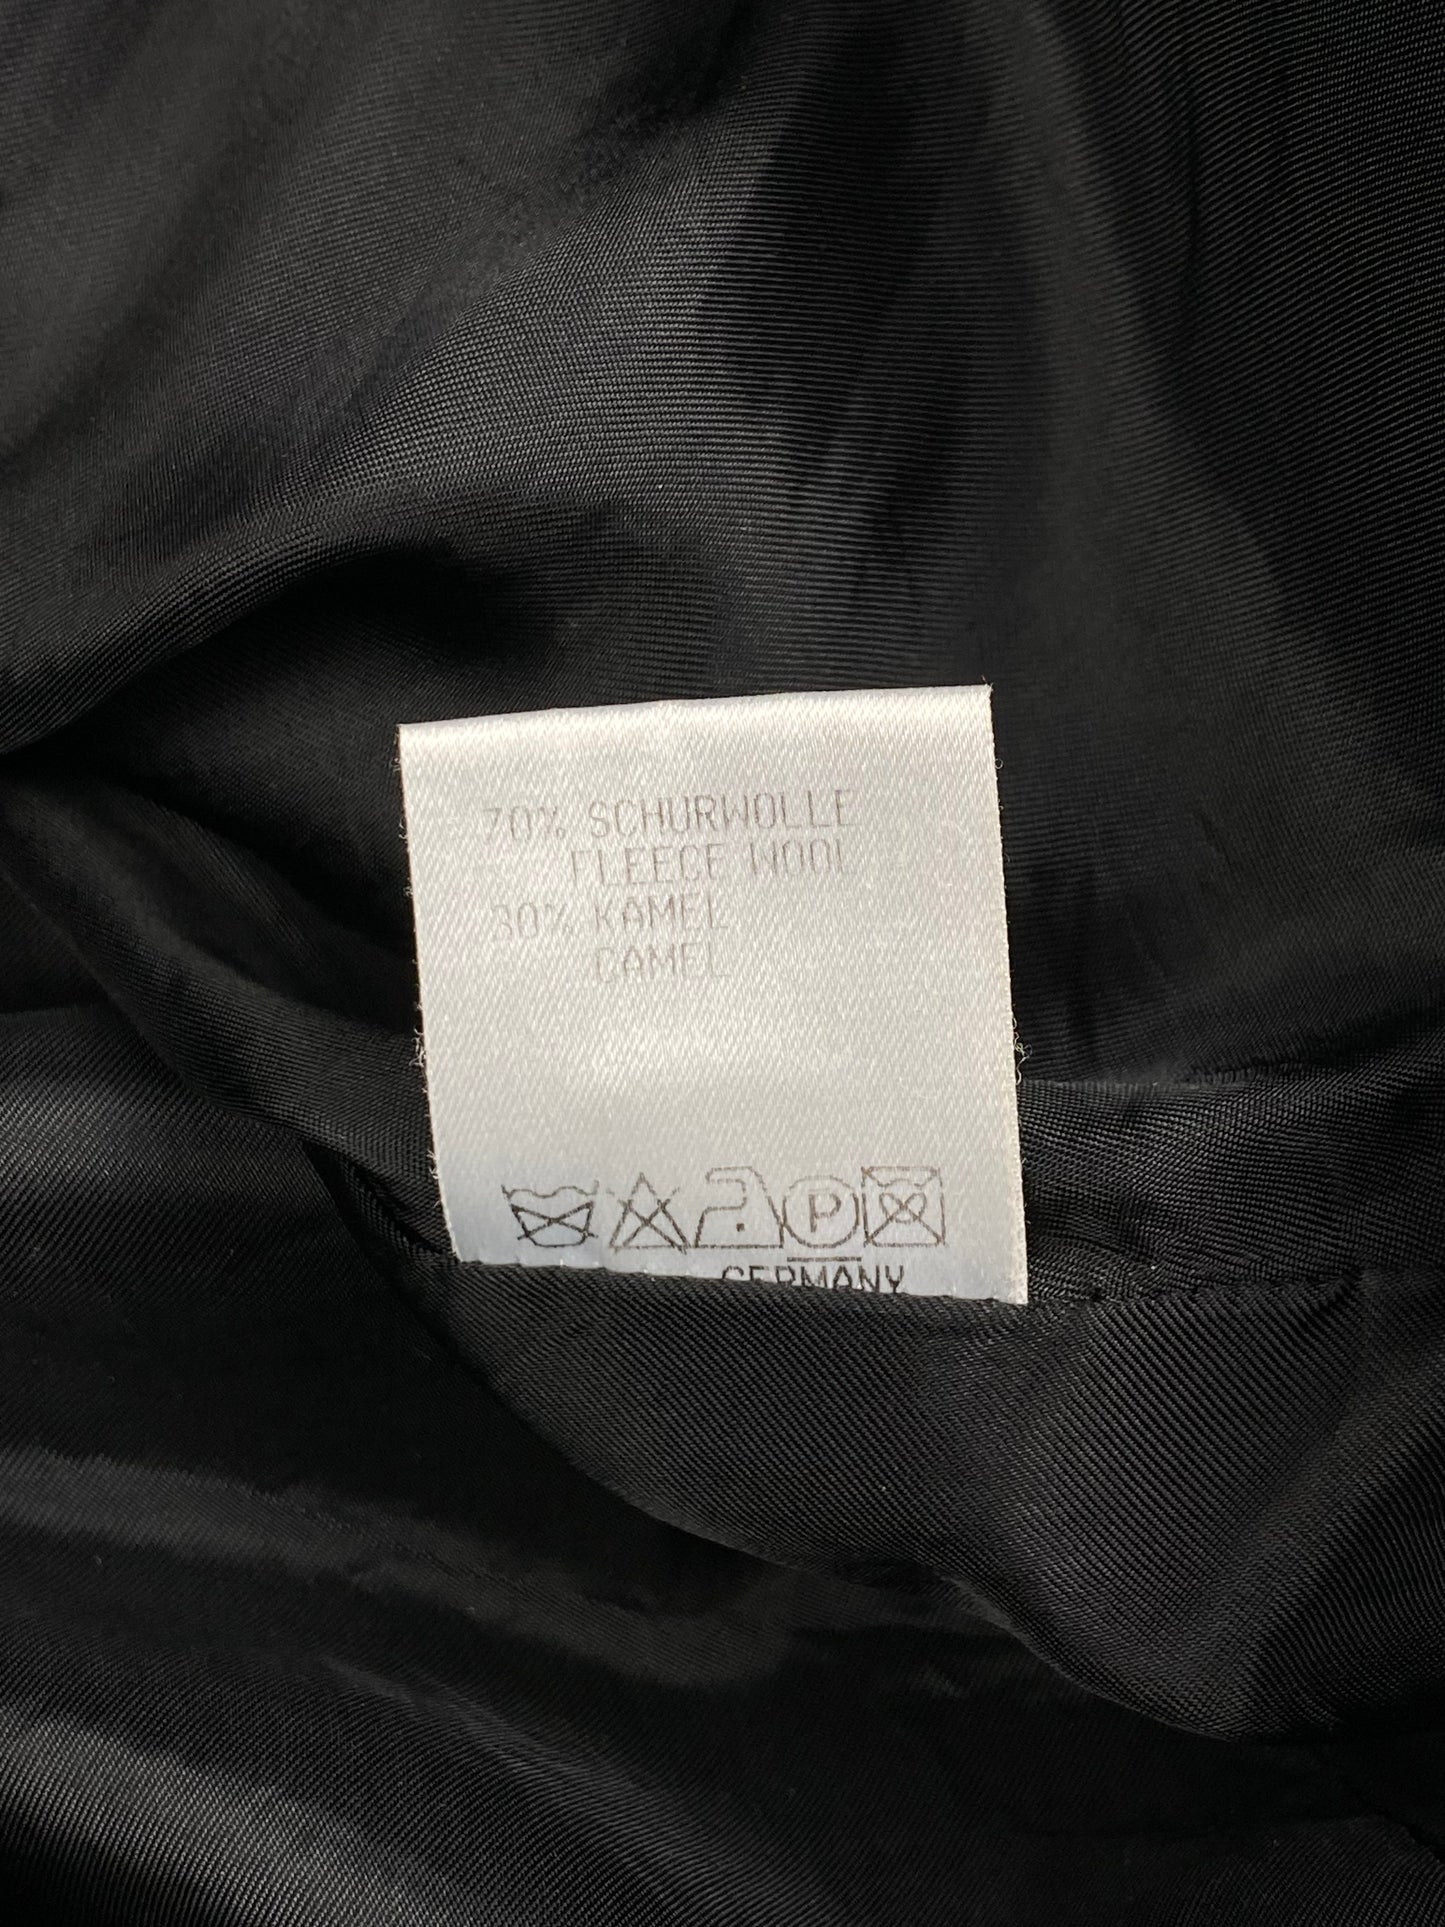 70% SCHURWOLLE
FLEECE WOOL
30% KAMEL
CAMEL
P
GERMANY